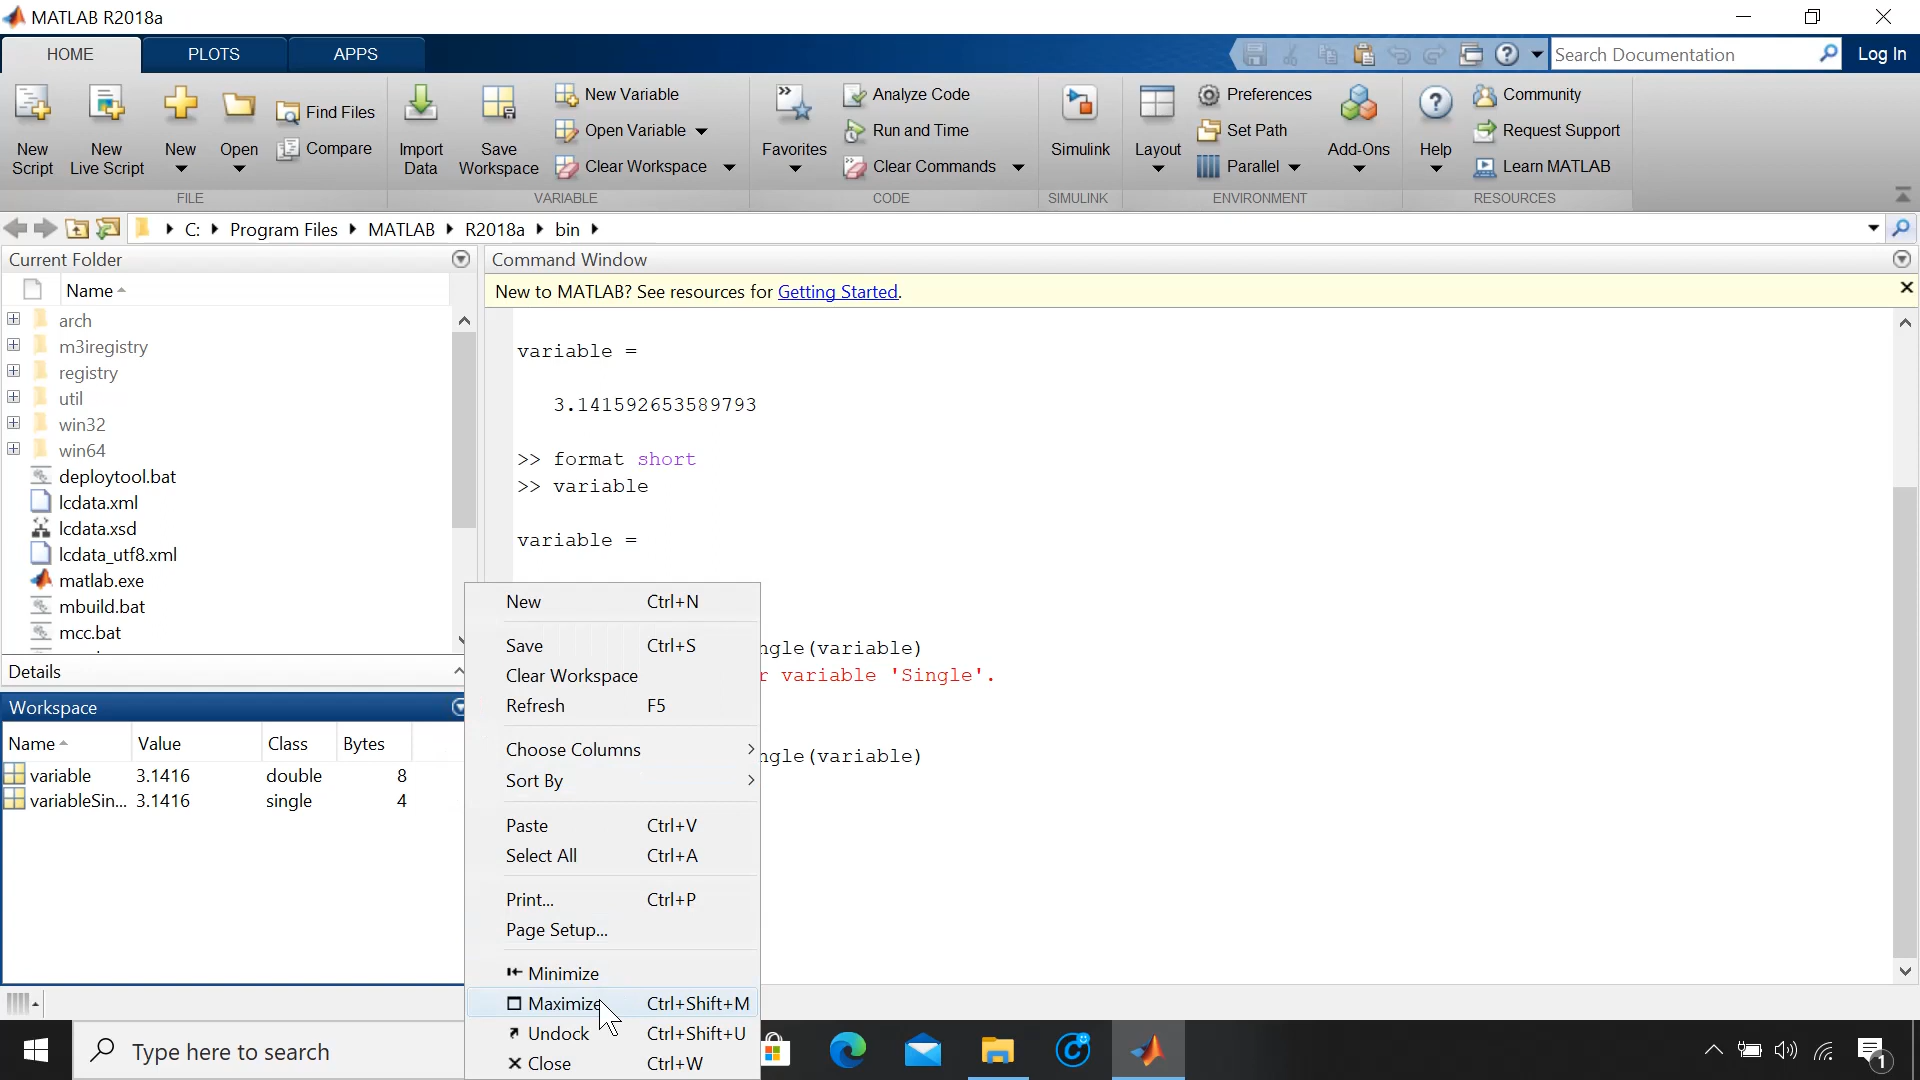 MATLAB R2018a
HOME
PLOTS
APPS
Search Documentation
Log In
New Script
New Live Script
New
Open
Find Files
Compare
FILE
Import Data
Save Workspace
New Variable
Open Variable
Clear Workspace
VARIABLE
Favorites
Analyze Code
Run and Time
Clear Commands
CODE
Simulink
SIMULINK
Layout
Preferences
Set Path
Parallel
Add-Ons
ENVIRONMENT
Help
Community
Request Support
Learn MATLAB
RESOURCES
C: Program Files MATLAB R2018a bin
Current Folder
Name
arch
m3iregistry
registry
util
win32
win64
deploytool.bat
lcdata.xml
lcdata.xsd
lcdata_utf8.xml
matlab.exe
mbuild.bat
mcc.bat
Details
Workspace
Name Value Class Bytes
variable 3.1416 double 8
variableSin... 3.1416 single 4
Command Window
New to MATLAB? See resources for Getting Started.
variable =
3.141592653589793
>> format short
>> variable
variable =
ngle(variable)
r variable 'Single'.
ngle(variable)
New Ctrl+N
Save Ctrl+S
Clear Workspace
Refresh F5
Choose Columns
Sort By
Paste Ctrl+V
Select All Ctrl+A
Print... Ctrl+P
Page Setup...
Minimize
Maximize Ctrl+Shift+M
Undock Ctrl+Shift+U
Close Ctrl+W
Type here to search
1